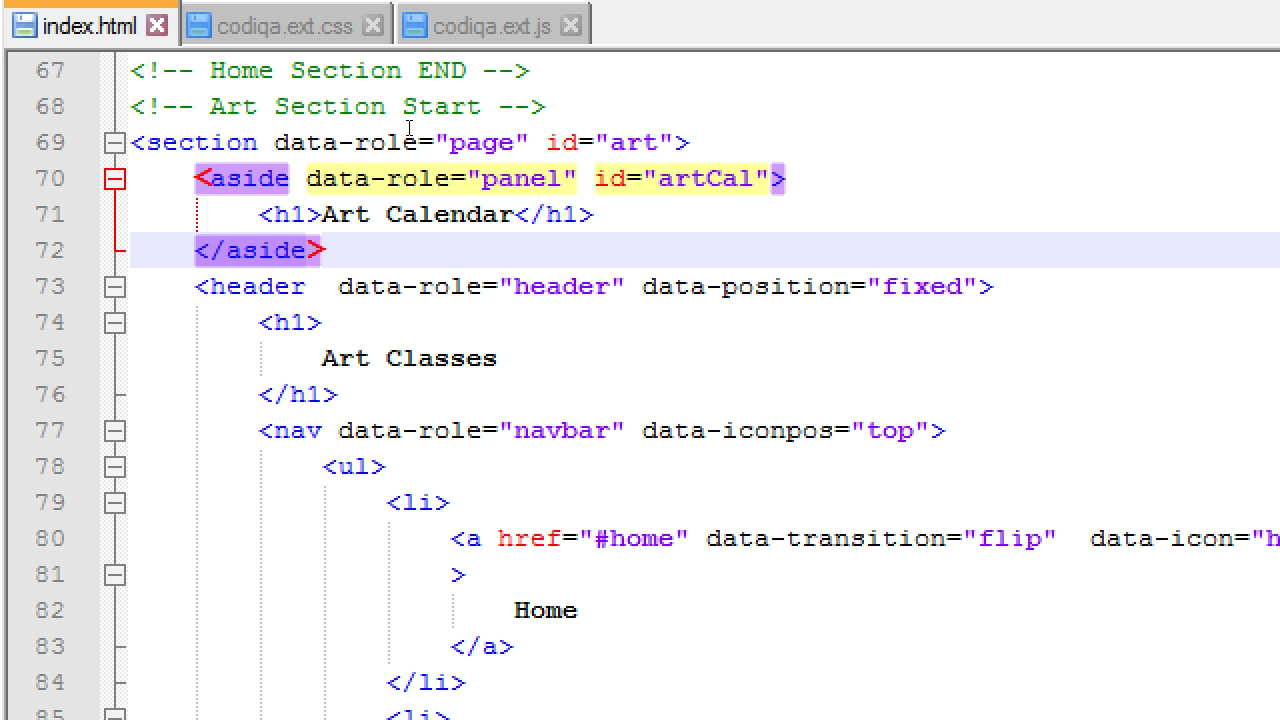 index.html codiqa.ext.css codiqa.ext.js
67 <!-- Home Section END -->
68 <!-- Art Section Start -->
69 <section data-role="page" id="art">
70 <aside data-role="panel" id="artCal">
71 <h1>Art Calendar</h1>
72 </aside>
73 <header  data-role="header" data-position="fixed">
74 <h1>
75 Art Classes
76 </h1>
77 <nav data-role="navbar" data-iconpos="top">
78 <ul>
79 <li>
80 <a href="#home" data-transition="flip"  data-icon="h
81 >
82 Home
83 </a>
84 </li>
85 <li>